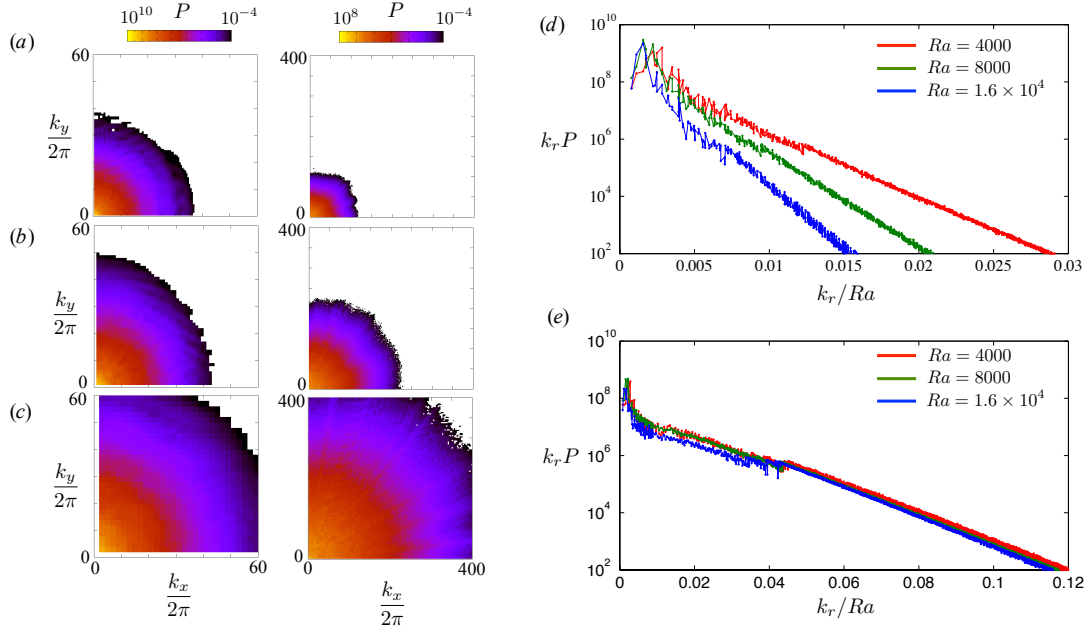 10^10 P 10^-4
10^8 P 10^-4
(a)
60
k_y/2π
0
400
0
(b)
60
k_y/2π
0
400
0
(c)
60
k_y/2π
0
0 60
k_x/2π
400
0
0 400
k_x/2π
(d)
10^10
10^8
k_r P 10^6
10^4
10^2
0 0.005 0.01 0.015 0.02 0.025 0.03
k_r/Ra
Ra = 4000
Ra = 8000
Ra = 1.6 × 10^4
(e)
10^10
10^8
k_r P 10^6
10^4
10^2
0 0.02 0.04 0.06 0.08 0.1 0.12
k_r/Ra
Ra = 4000
Ra = 8000
Ra = 1.6 × 10^4